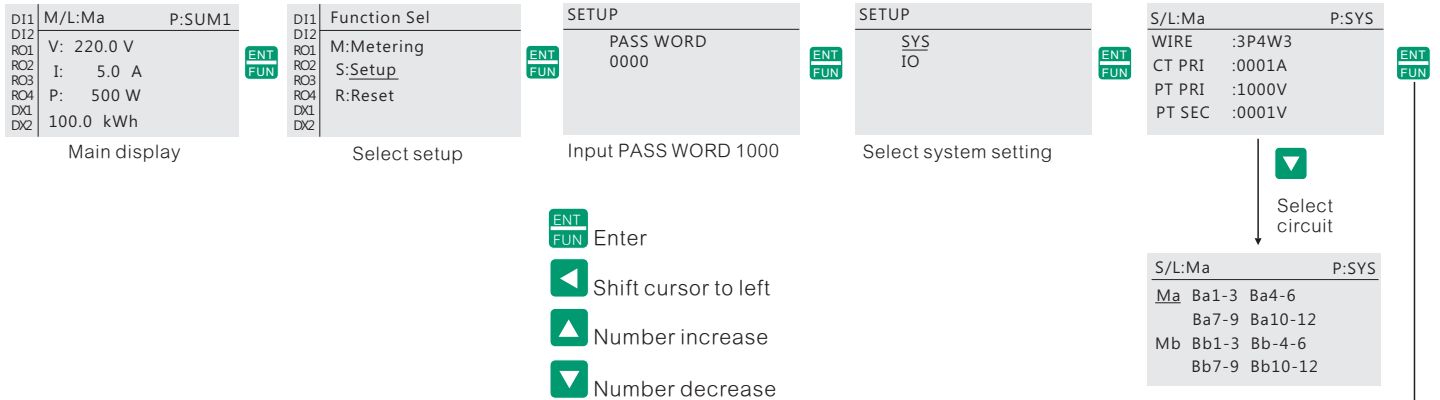 DI1
DI2
RO1
RO2
RO3
RO4
DX1
DX2
M/L:Ma P:SUM1
V: 220.0 V
I: 5.0 A
P: 500 W
100.0 kWh
Main display
ENT
FUN
DI1
DI2
RO1
RO2
RO3
RO4
DX1
DX2
Function Sel
M:Metering
S:Setup
R:Reset
Select setup
ENT
FUN
SETUP
PASS WORD
0000
Input PASS WORD 1000
ENT
FUN
SETUP
SYS
IO
Select system setting
ENT
FUN
S/L:Ma P:SYS
WIRE :3P4W3
CT PRI :0001A
PT PRI :1000V
PT SEC :0001V
ENT
FUN
Select
circuit
S/L:Ma P:SYS
Ma Ba1-3 Ba4-6
Ba7-9 Ba10-12
Mb Bb1-3 Bb-4-6
Bb7-9 Bb10-12
ENT
FUN Enter
Shift cursor to left
Number increase
Number decrease